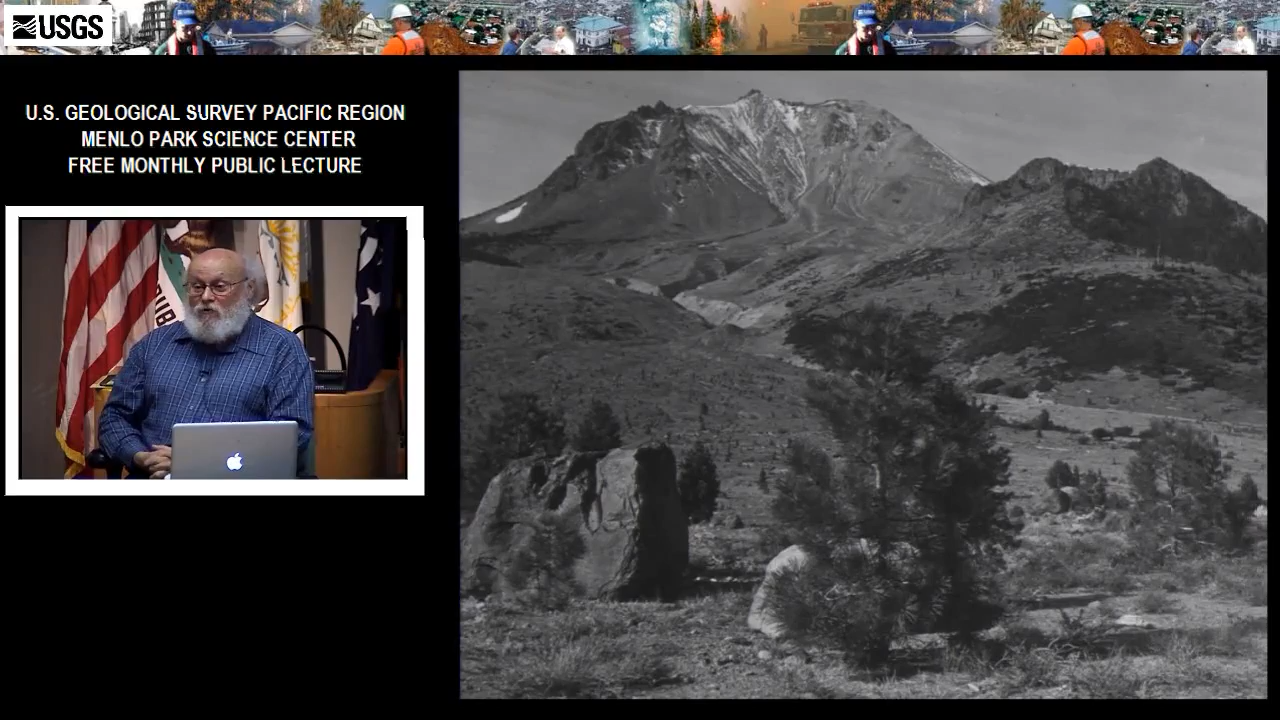 USGS
U.S. GEOLOGICAL SURVEY PACIFIC REGION
MENLO PARK SCIENCE CENTER
FREE MONTHLY PUBLIC LECTURE